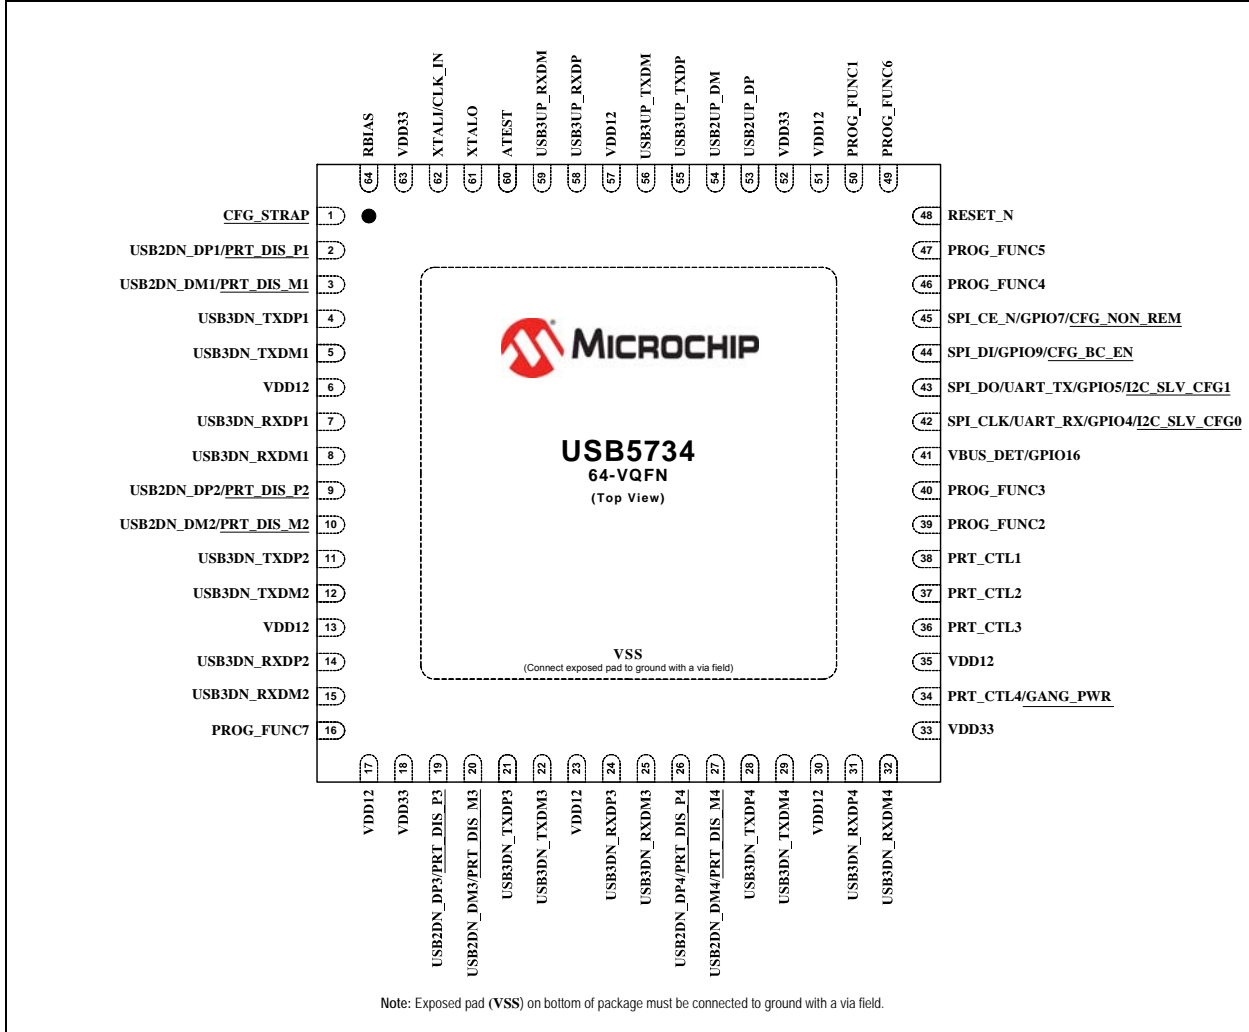 RBIAS
VDD33
XTALI/CLK_IN
XTALO
ATEST
USB3UP_RXDM
USB3UP_RXDP
VDD12
USB3UP_TXDM
USB3UP_TXDP
USB2UP_DM
USB2UP_DP
VDD33
VDD12
PROG_FUNC1
PROG_FUNC6
64
63
62
61
60
59
58
57
56
55
54
53
52
51
50
49
CFG_STRAP 1
USB2DN_DP1/PRT_DIS_P1 2
USB2DN_DM1/PRT_DIS_M1 3
USB3DN_TXDP1 4
USB3DN_TXDM1 5
VDD12 6
USB3DN_RXDP1 7
USB3DN_RXDM1 8
USB2DN_DP2/PRT_DIS_P2 9
USB2DN_DM2/PRT_DIS_M2 10
USB3DN_TXDP2 11
USB3DN_TXDM2 12
VDD12 13
USB3DN_RXDP2 14
USB3DN_RXDM2 15
PROG_FUNC7 16
MICROCHIP
USB5734
64-VQFN
(Top View)
VSS
(Connect exposed pad to ground with a via field)
48 RESET_N
47 PROG_FUNC5
46 PROG_FUNC4
45 SPI_CE_N/GPIO7/CFG_NON_REM
44 SPI_DI/GPIO9/CFG_BC_EN
43 SPI_DO/UART_TX/GPIO5/I2C_SLV_CFG1
42 SPI_CLK/UART_RX/GPIO4/I2C_SLV_CFG0
41 VBUS_DET/GPIO16
40 PROG_FUNC3
39 PROG_FUNC2
38 PRT_CTL1
37 PRT_CTL2
36 PRT_CTL3
35 VDD12
34 PRT_CTL4/GANG_PWR
33 VDD33
17
18
19
20
21
22
23
24
25
26
27
28
29
30
31
32
VDD12
VDD33
USB2DN_DP3/PRT_DIS_P3
USB2DN_DM3/PRT_DIS_M3
USB3DN_TXDP3
USB3DN_TXDM3
VDD12
USB3DN_RXDP3
USB3DN_RXDM3
USB2DN_DP4/PRT_DIS_P4
USB2DN_DM4/PRT_DIS_M4
USB3DN_TXDP4
USB3DN_TXDM4
VDD12
USB3DN_RXDP4
USB3DN_RXDM4
Note: Exposed pad (VSS) on bottom of package must be connected to ground with a via field.